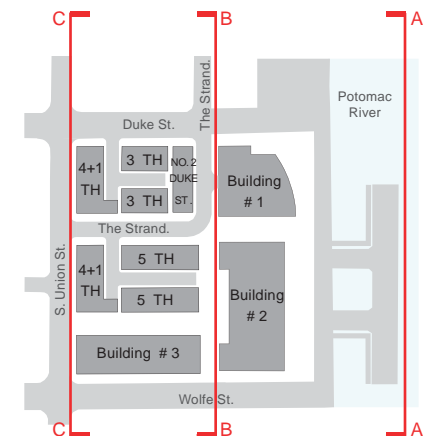 C
B
A
The Strand.
Potomac
River
Duke St.
4+1
TH
3 TH
NO. 2
DUKE
ST.
3 TH
Building
# 1
The Strand.
S. Union St.
4+1
TH
5 TH
5 TH
Building
# 2
Building # 3
Wolfe St.
C
B
A